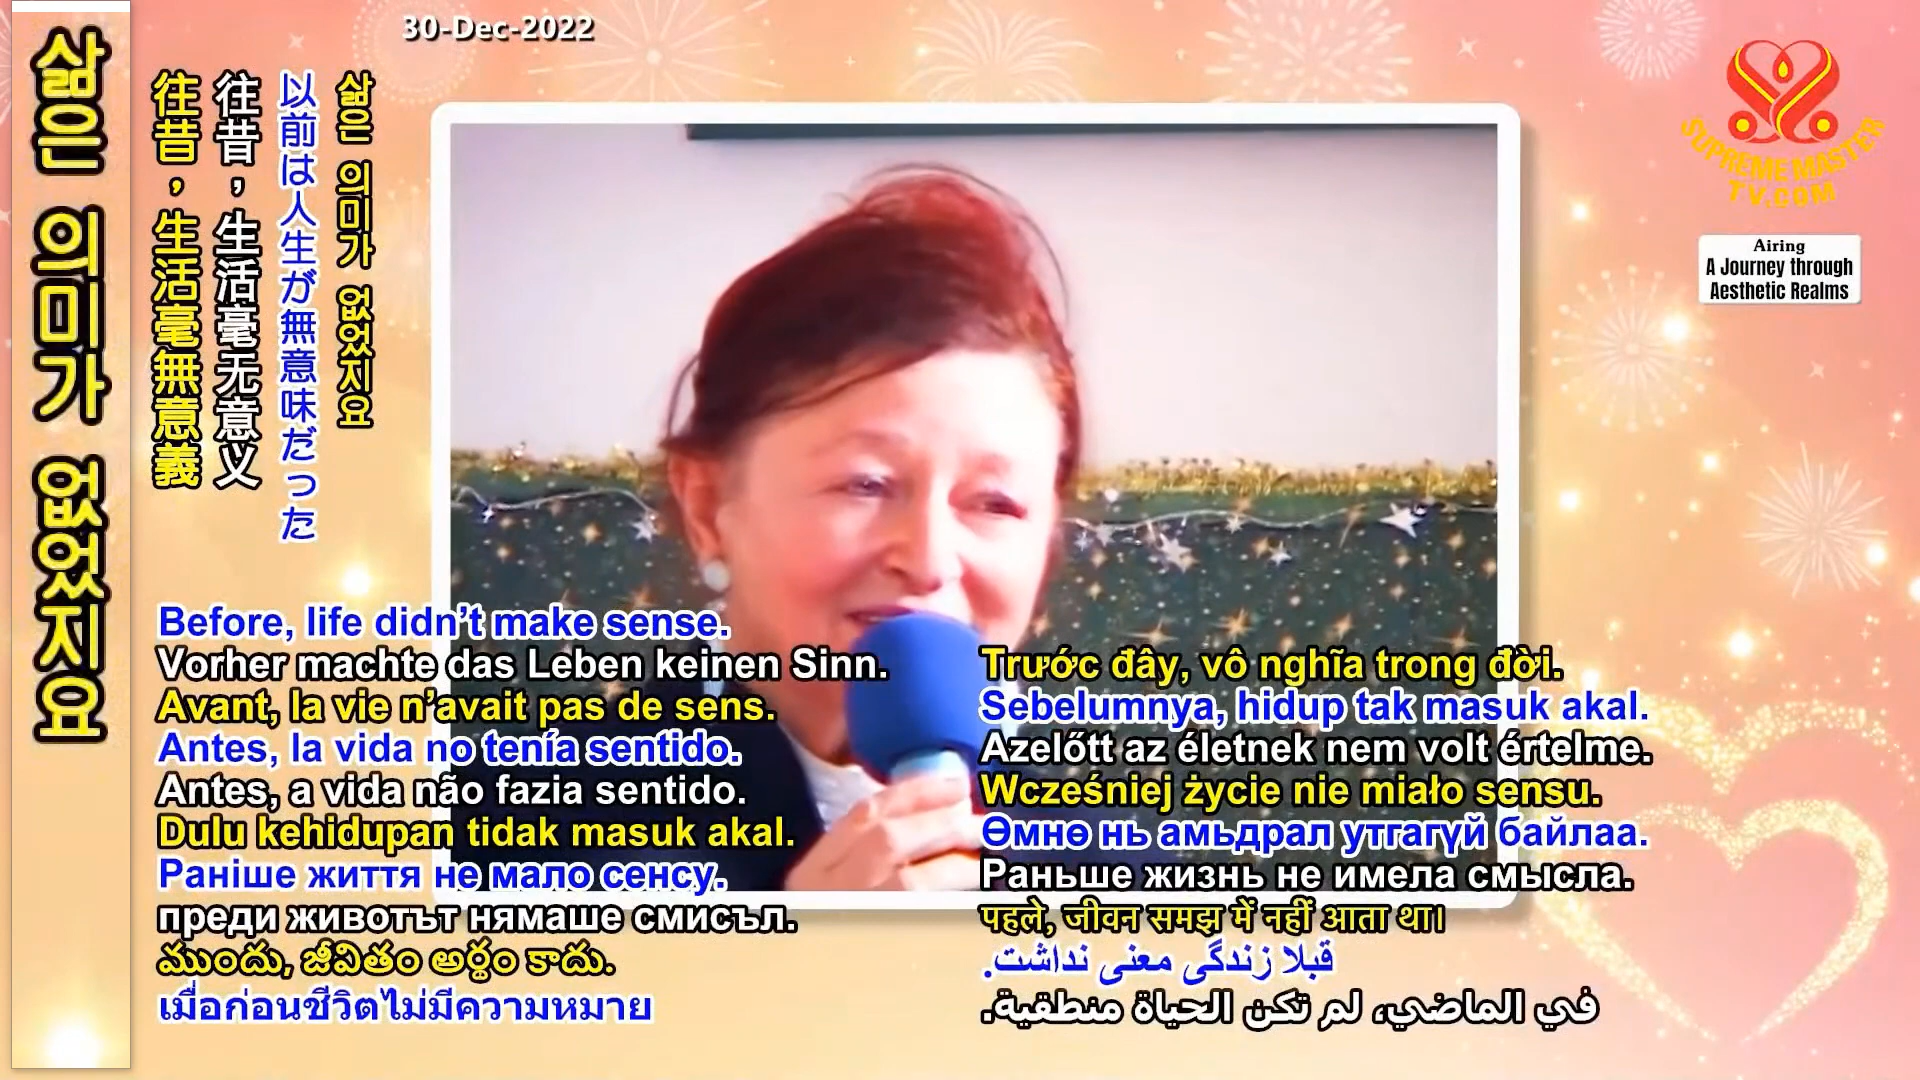 30-Dec-2022
삶은 의미가 없었지요
往昔，生活毫無意義
往昔，生活毫无意义
以前は人生が無意味だった
삶은 의미가 없었지요
SUPREME MASTER
TV.COM
Airing
A Journey through
Aesthetic Realms
Before, life didn’t make sense.
Vorher machte das Leben keinen Sinn.
Avant, la vie n’avait pas de sens.
Antes, la vida no tenía sentido.
Antes, a vida não fazia sentido.
Dulu kehidupan tidak masuk akal.
Раніше життя не мало сенсу.
преди животът нямаше смисъл.
ముందు, జీవితం అర్థం కాదు.
เมื่อก่อนชีวิตไม่มีความหมาย
Trước đây, vô nghĩa trong đời.
Sebelumnya, hidup tak masuk akal.
Azelőtt az életnek nem volt értelme.
Wcześniej życie nie miało sensu.
Өмнө нь амьдрал утгагүй байлаа.
Раньше жизнь не имела смысла.
पहले, जीवन समझ में नहीं आता था।
قبلا زندگی معنی نداشت.
في الماضي، لم تكن الحياة منطقية.